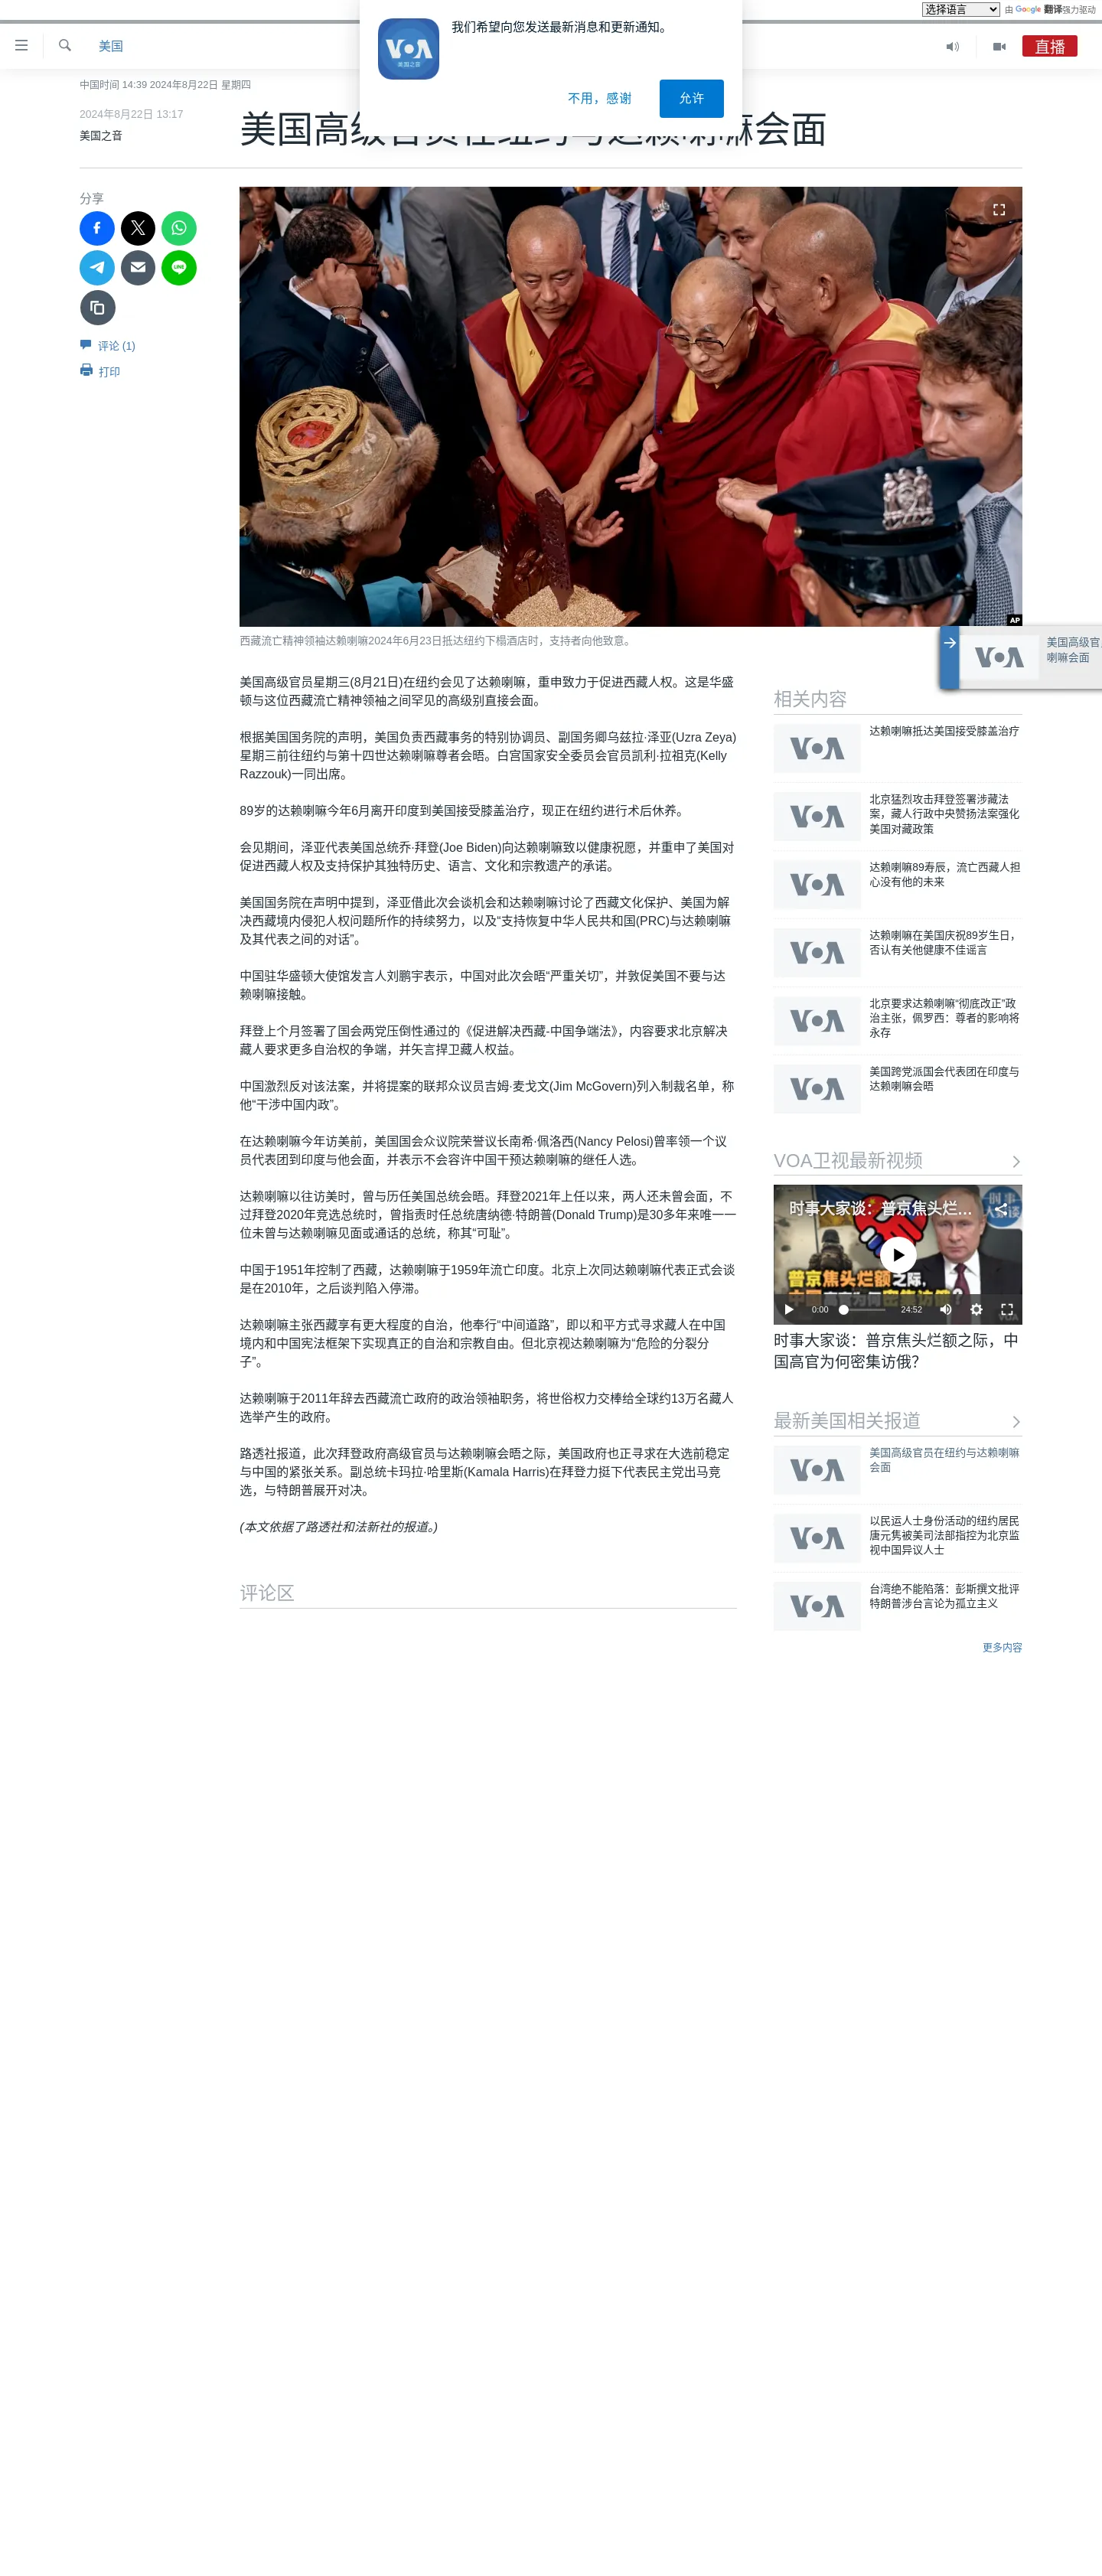 选择语言
由 Google 翻译强力驱动
我们希望向您发送最新消息和更新通知。
VOA
美国之音
不用，感谢
允许
美国
直播
中国时间 14:39 2024年8月22日 星期四
2024年8月22日 13:17
美国之音
美国高级官员在纽约与达赖喇嘛会面
分享
评论 (1)
打印
AP
西藏流亡精神领袖达赖喇嘛2024年6月23日抵达纽约下榻酒店时，支持者向他致意。
VOA
美国高级官
喇嘛会面
美国高级官员星期三(8月21日)在纽约会见了达赖喇嘛，重申致力于促进西藏人权。这是华盛
顿与这位西藏流亡精神领袖之间罕见的高级别直接会面。
根据美国国务院的声明，美国负责西藏事务的特别协调员、副国务卿乌兹拉·泽亚(Uzra Zeya)
星期三前往纽约与第十四世达赖喇嘛尊者会晤。白宫国家安全委员会官员凯利·拉祖克(Kelly
Razzouk)一同出席。
89岁的达赖喇嘛今年6月离开印度到美国接受膝盖治疗，现正在纽约进行术后休养。
会见期间，泽亚代表美国总统乔·拜登(Joe Biden)向达赖喇嘛致以健康祝愿，并重申了美国对
促进西藏人权及支持保护其独特历史、语言、文化和宗教遗产的承诺。
美国国务院在声明中提到，泽亚借此次会谈机会和达赖喇嘛讨论了西藏文化保护、美国为解
决西藏境内侵犯人权问题所作的持续努力，以及“支持恢复中华人民共和国(PRC)与达赖喇嘛
及其代表之间的对话”。
中国驻华盛顿大使馆发言人刘鹏宇表示，中国对此次会晤“严重关切”，并敦促美国不要与达
赖喇嘛接触。
拜登上个月签署了国会两党压倒性通过的《促进解决西藏-中国争端法》，内容要求北京解决
藏人要求更多自治权的争端，并矢言捍卫藏人权益。
中国激烈反对该法案，并将提案的联邦众议员吉姆·麦戈文(Jim McGovern)列入制裁名单，称
他“干涉中国内政”。
在达赖喇嘛今年访美前，美国国会众议院荣誉议长南希·佩洛西(Nancy Pelosi)曾率领一个议
员代表团到印度与他会面，并表示不会容许中国干预达赖喇嘛的继任人选。
达赖喇嘛以往访美时，曾与历任美国总统会晤。拜登2021年上任以来，两人还未曾会面，不
过拜登2020年竞选总统时，曾指责时任总统唐纳德·特朗普(Donald Trump)是30多年来唯一一
位未曾与达赖喇嘛见面或通话的总统，称其“可耻”。
中国于1951年控制了西藏，达赖喇嘛于1959年流亡印度。北京上次同达赖喇嘛代表正式会谈
是在2010年，之后谈判陷入停滞。
达赖喇嘛主张西藏享有更大程度的自治，他奉行“中间道路”，即以和平方式寻求藏人在中国
境内和中国宪法框架下实现真正的自治和宗教自由。但北京视达赖喇嘛为“危险的分裂分
子”。
达赖喇嘛于2011年辞去西藏流亡政府的政治领袖职务，将世俗权力交棒给全球约13万名藏人
选举产生的政府。
路透社报道，此次拜登政府高级官员与达赖喇嘛会晤之际，美国政府也正寻求在大选前稳定
与中国的紧张关系。副总统卡玛拉·哈里斯(Kamala Harris)在拜登力挺下代表民主党出马竞
选，与特朗普展开对决。
(本文依据了路透社和法新社的报道。)
评论区
相关内容
VOA
达赖喇嘛抵达美国接受膝盖治疗
VOA
北京猛烈攻击拜登签署涉藏法
案，藏人行政中央赞扬法案强化
美国对藏政策
VOA
达赖喇嘛89寿辰，流亡西藏人担
心没有他的未来
VOA
达赖喇嘛在美国庆祝89岁生日，
否认有关他健康不佳谣言
VOA
北京要求达赖喇嘛“彻底改正”政
治主张，佩罗西：尊者的影响将
永存
VOA
美国跨党派国会代表团在印度与
达赖喇嘛会晤
VOA卫视最新视频
时事大家谈：普京焦头烂...
普京焦头烂额之际，
0:00
24:52
时事大家谈：普京焦头烂额之际，中
国高官为何密集访俄？
最新美国相关报道
VOA
美国高级官员在纽约与达赖喇嘛
会面
VOA
以民运人士身份活动的纽约居民
唐元隽被美司法部指控为北京监
视中国异议人士
VOA
台湾绝不能陷落：彭斯撰文批评
特朗普涉台言论为孤立主义
更多内容